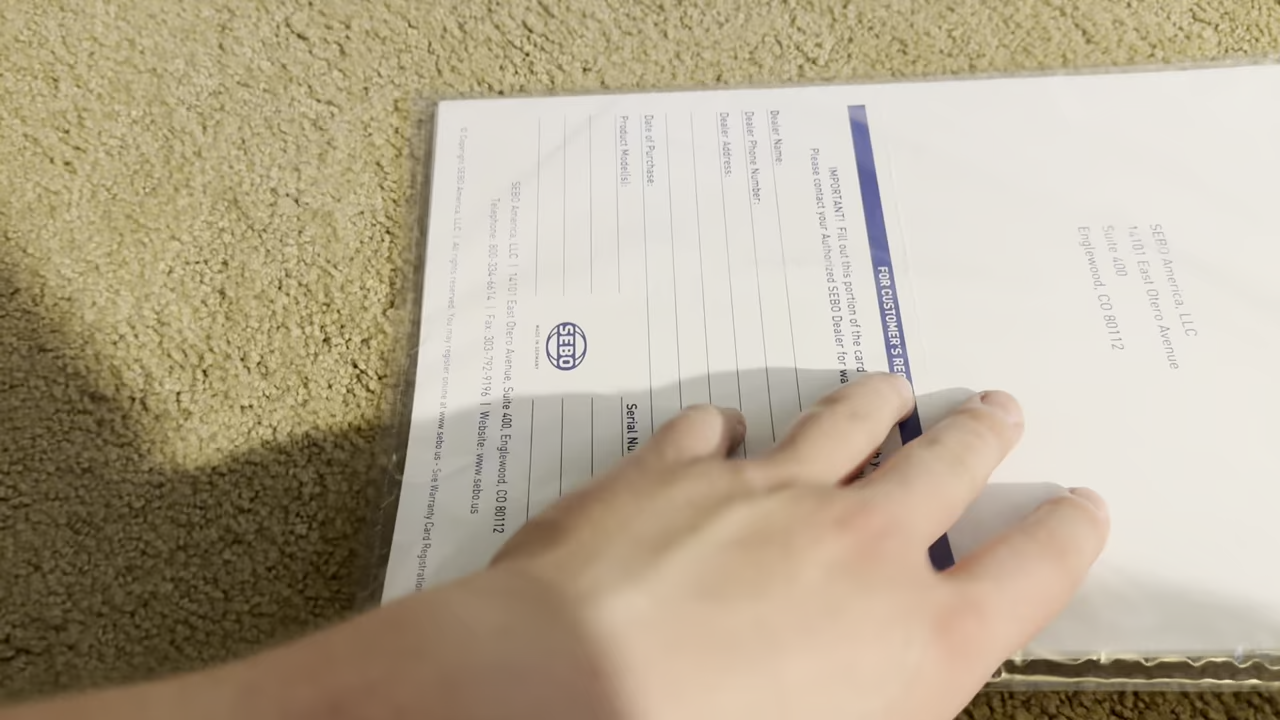 SEBO America, LLC
14101 East Otero Avenue
Suite 400
Englewood, CO 80112
FOR CUSTOMER'S
IMPORTANT! Fill out this portion of the card
Please contact your Authorized SEBO Dealer for
Dealer Name:
Dealer Phone Number:
Dealer Address:
Date of Purchase:
Product Model(s):
Serial
SEBO
MADE IN GERMANY
SEBO America, LLC | 14101 East Otero Avenue, Suite 400, Englewood, CO 80112
Telephone: 800-334-6614 | Fax: 303-792-9196 | Website: www.sebo.us
© Copyright SEBO America, LLC | All rights reserved. You may register online at www.sebo.us - See Warranty Card Registration